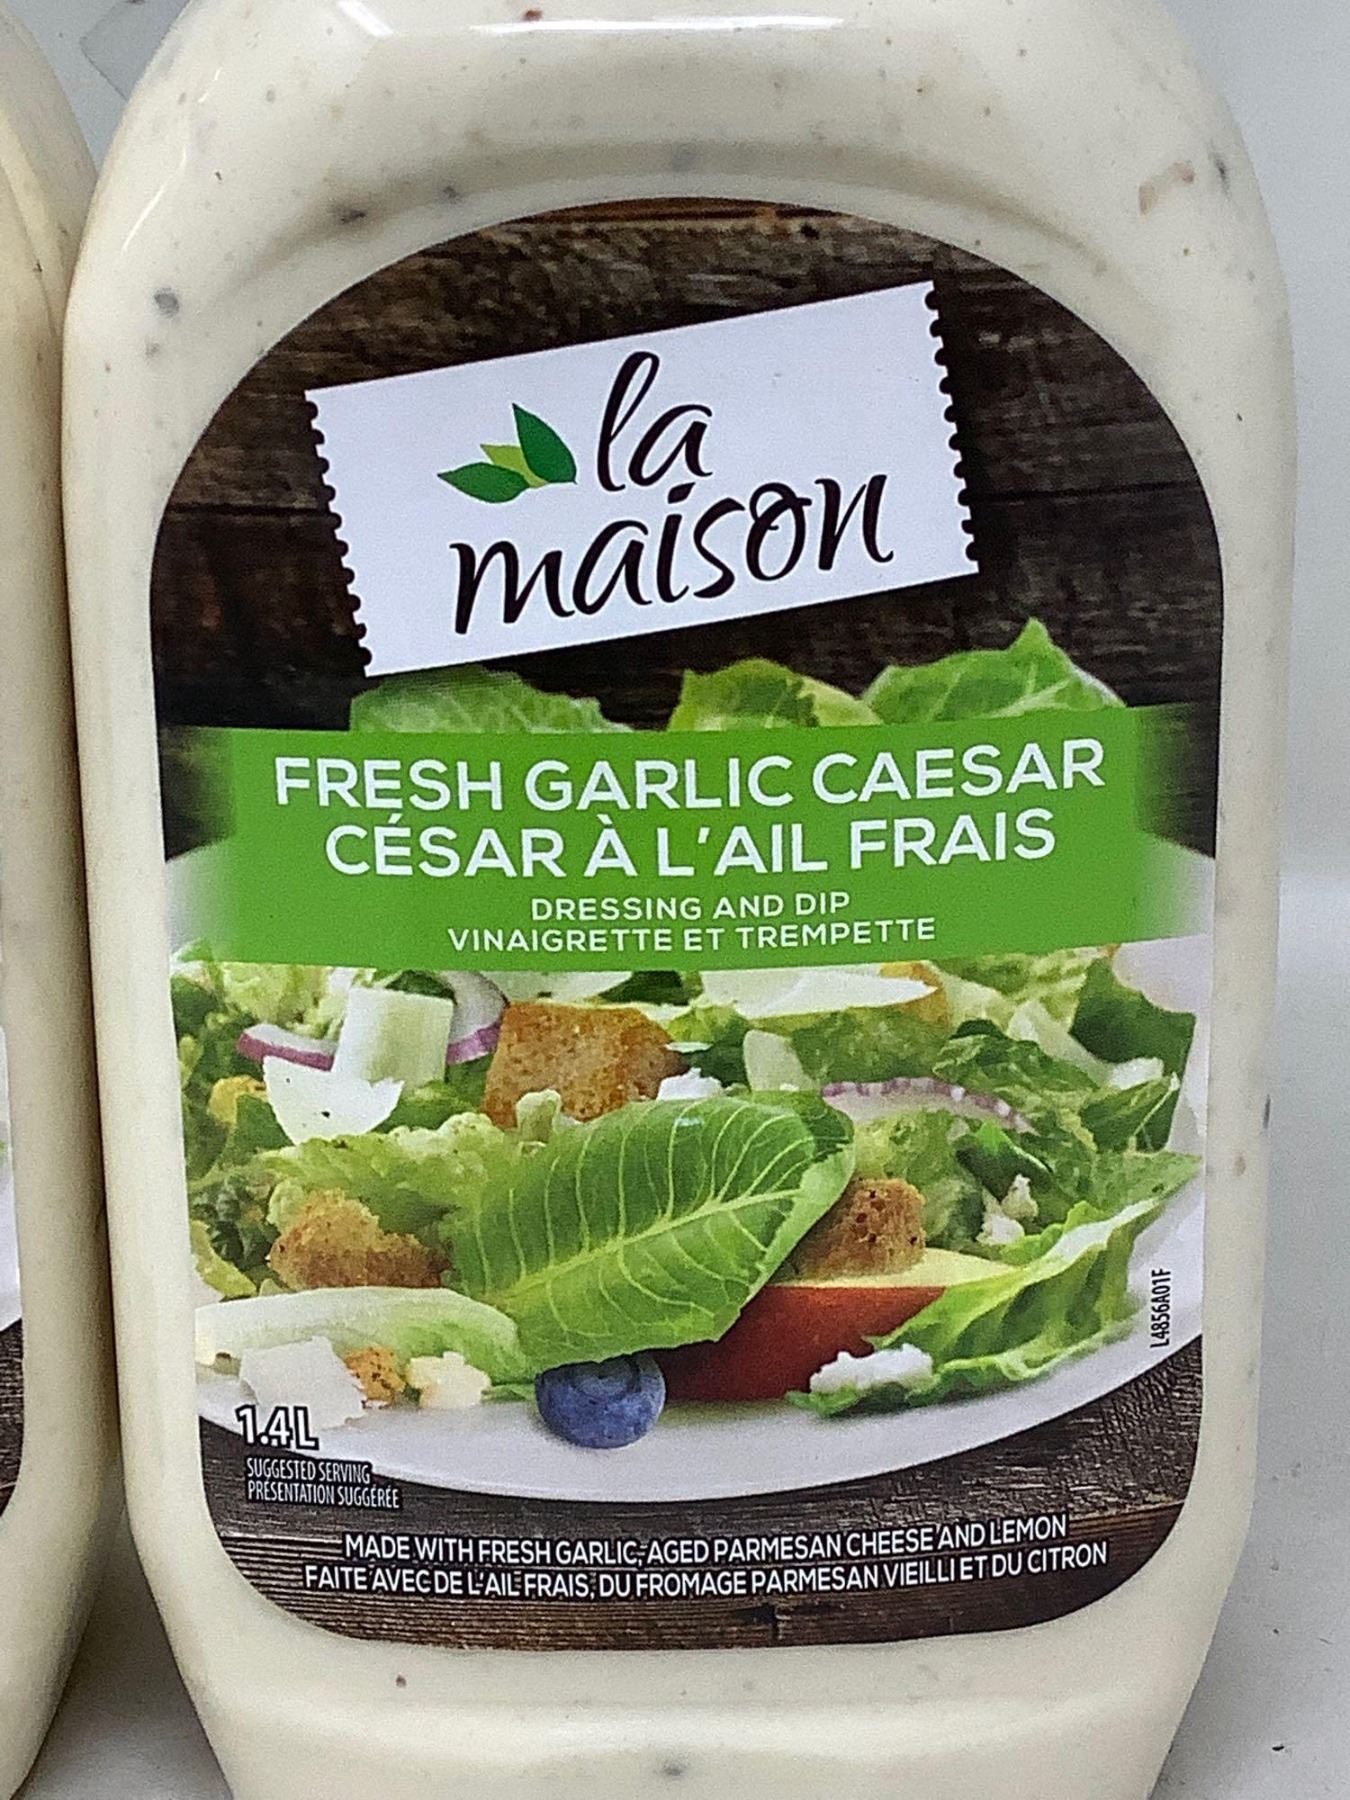 la
maison
FRESH GARLIC CAESAR
CÉSAR À L'AIL FRAIS
DRESSING AND DIP
VINAIGRETTE ET TREMPETTE
L4856A01F
1.4L
SUGGESTED SERVING
PRÉSENTATION SUGGÉRÉE
MADE WITH FRESH GARLIC, AGED PARMESAN CHEESE AND LEMON
FAITE AVEC DE L'AIL FRAIS, DU FROMAGE PARMESAN VIEILLI ET DU CITRON